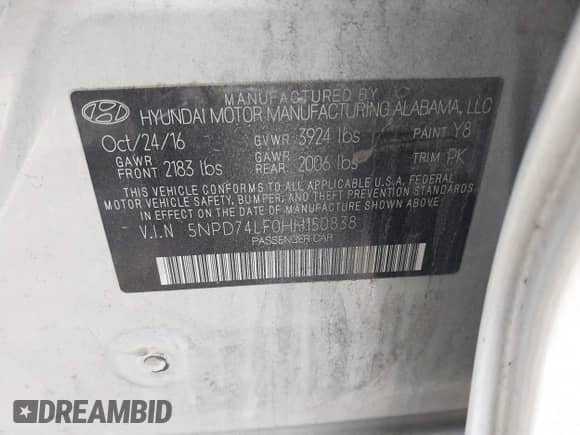 MANUFACTURED BY
HYUNDAI MOTOR MANUFACTURING ALABAMA, LLC
Oct/24/16 GVWR 3924 lbs PAINT Y8
GAWR FRONT 2183 lbs GAWR REAR 2006 lbs TRIM PK
THIS VEHICLE CONFORMS TO ALL APPLICABLE U.S.A. FEDERAL
MOTOR VEHICLE SAFETY, BUMPER, AND THEFT PREVENTION STANDARDS
IN EFFECT ON THE DATE OF MANUFACTURE SHOWN ABOVE.
V.I.N 5NPD74LF0HH150838
PASSENGER CAR
DREAMBID